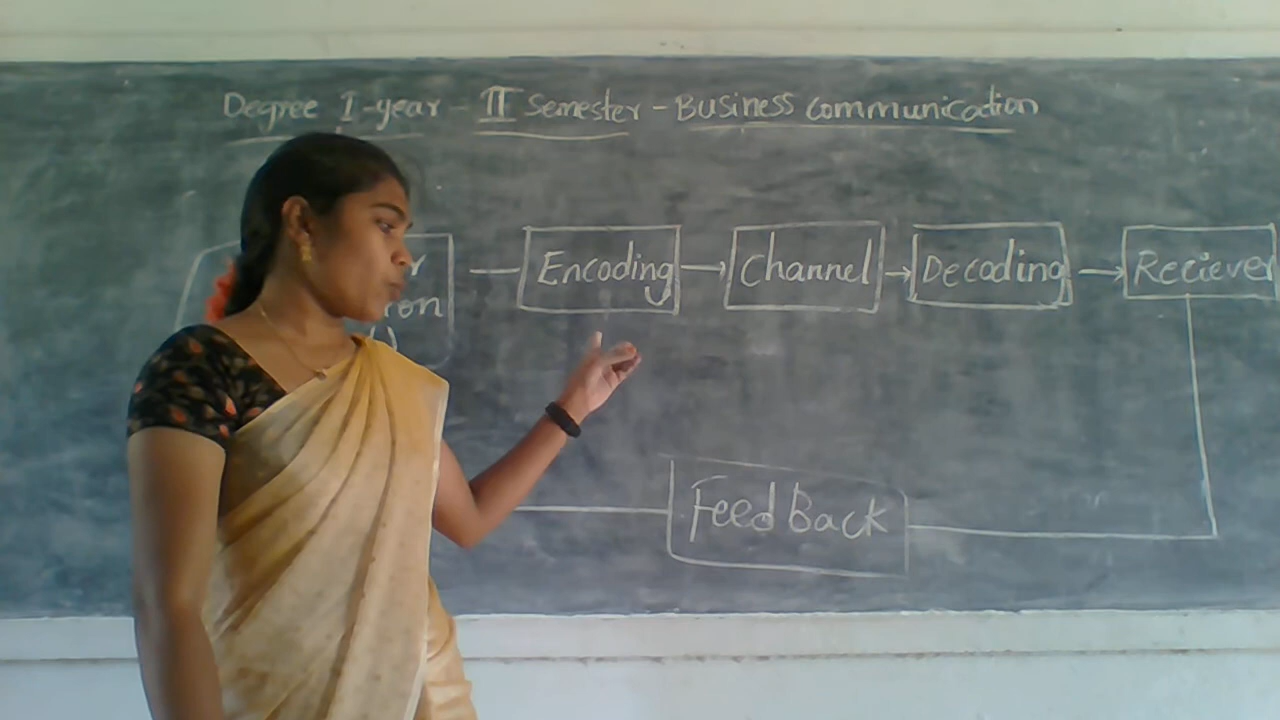 Degree I-year - II Semester - Business communication
Encoding Channel Decoding Reciever
Feed Back